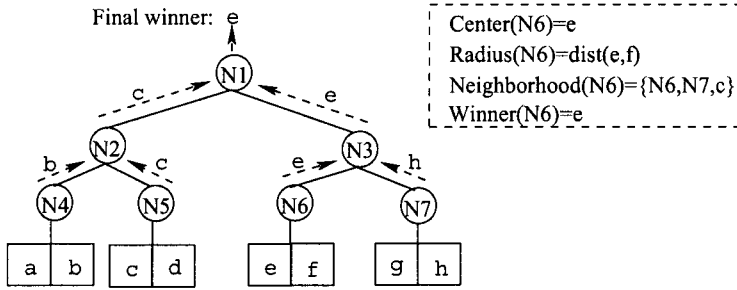 Final winner: e
Center(N6)=e
Radius(N6)=dist(e,f)
Neighborhood(N6)={N6,N7,c}
Winner(N6)=e
N1
c e
N2 N3
b c e h
N4 N5 N6 N7
a b c d e f g h